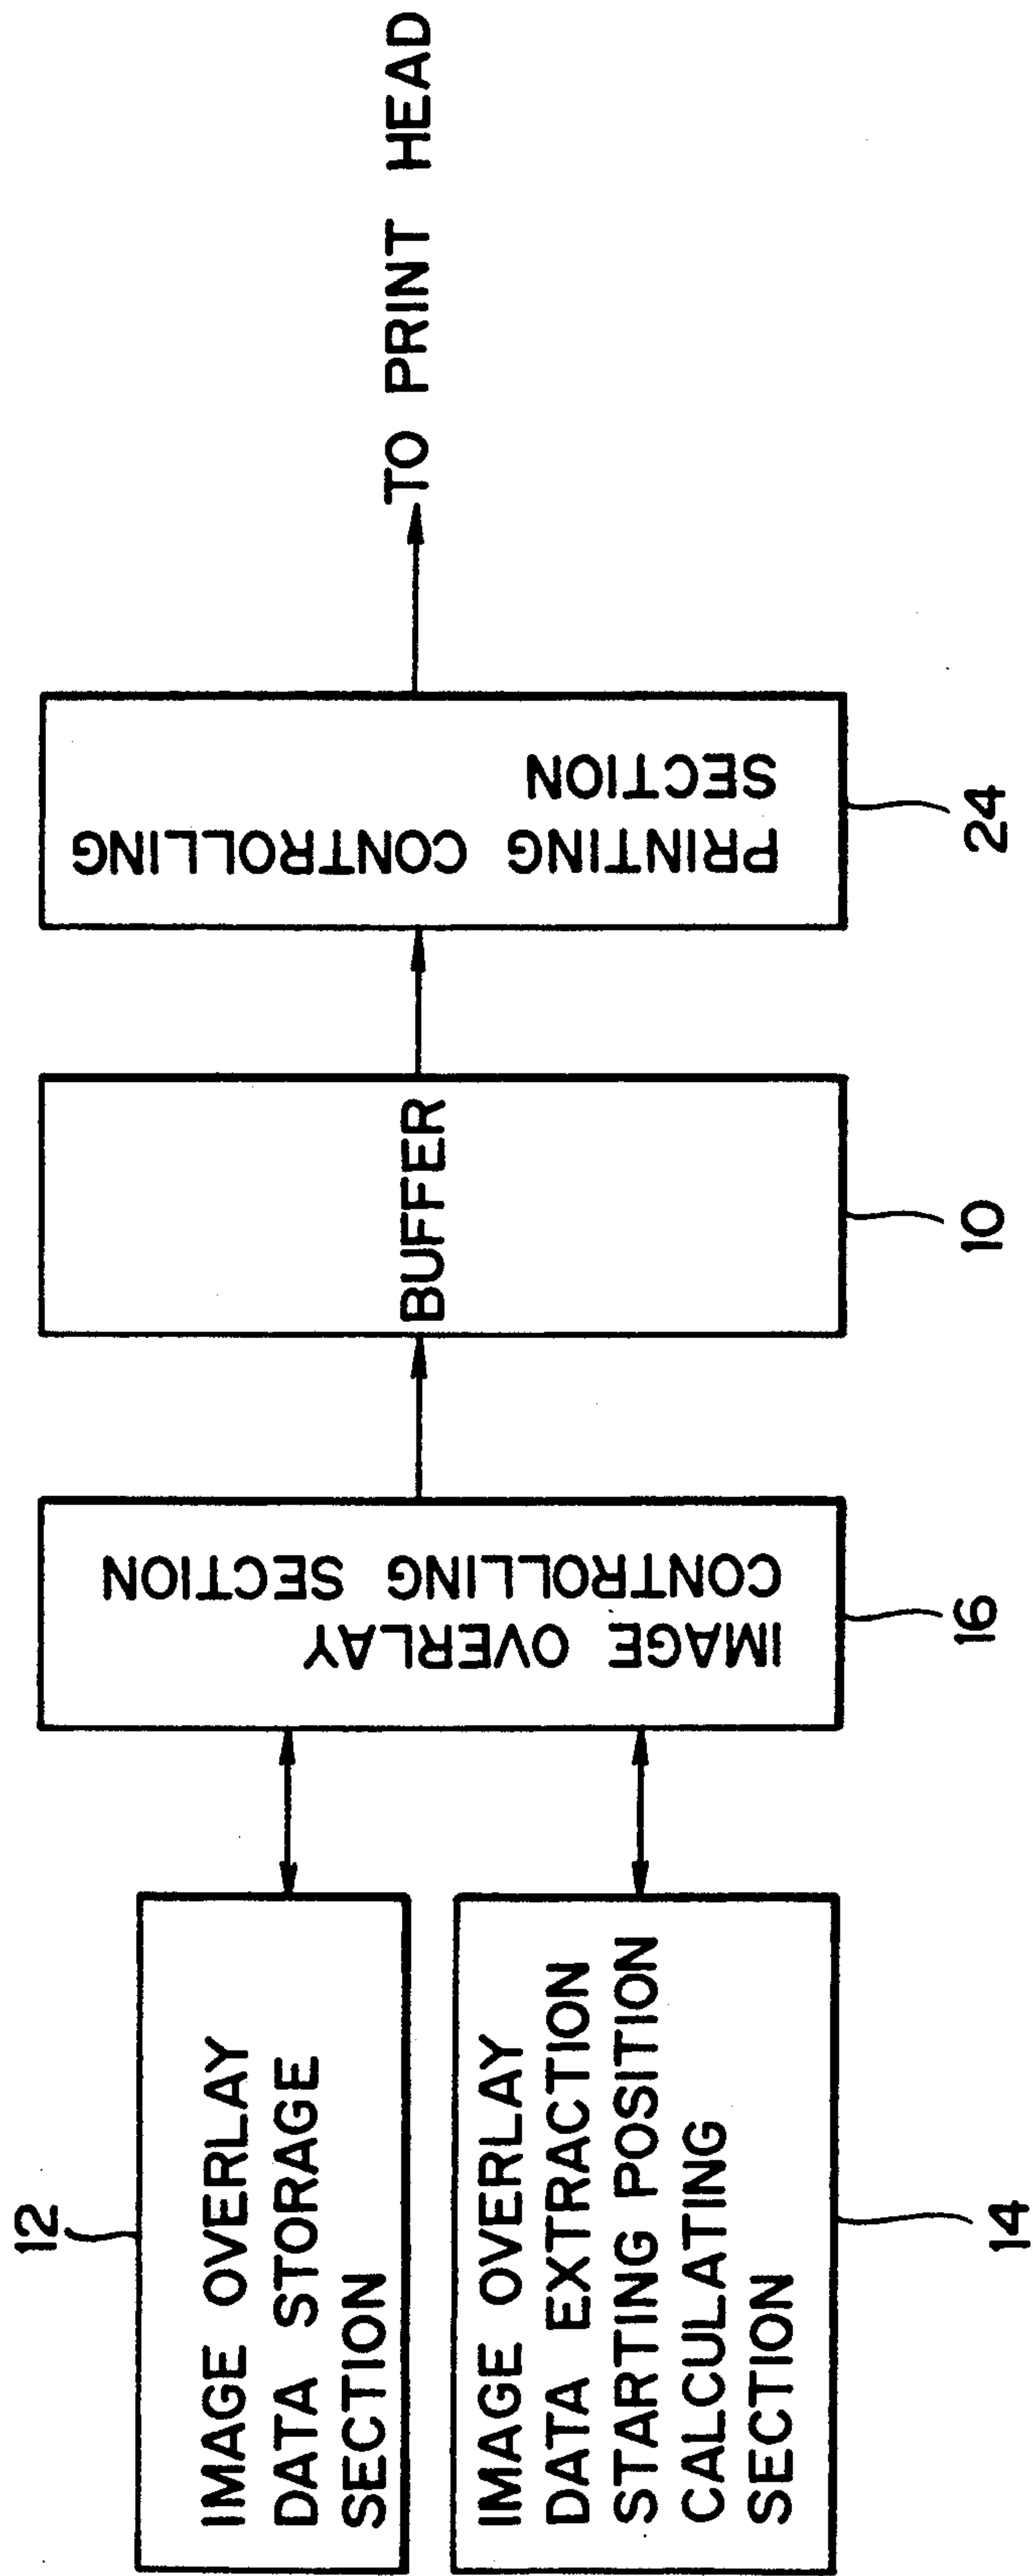 12
IMAGE OVERLAY
DATA STORAGE
SECTION
IMAGE OVERLAY
DATA EXTRACTION
STARTING POSITION
CALCULATING
SECTION
14
IMAGE OVERLAY
CONTROLLING SECTION
16
BUFFER
10
PRINTING CONTROLLING
SECTION
24
TO PRINT HEAD